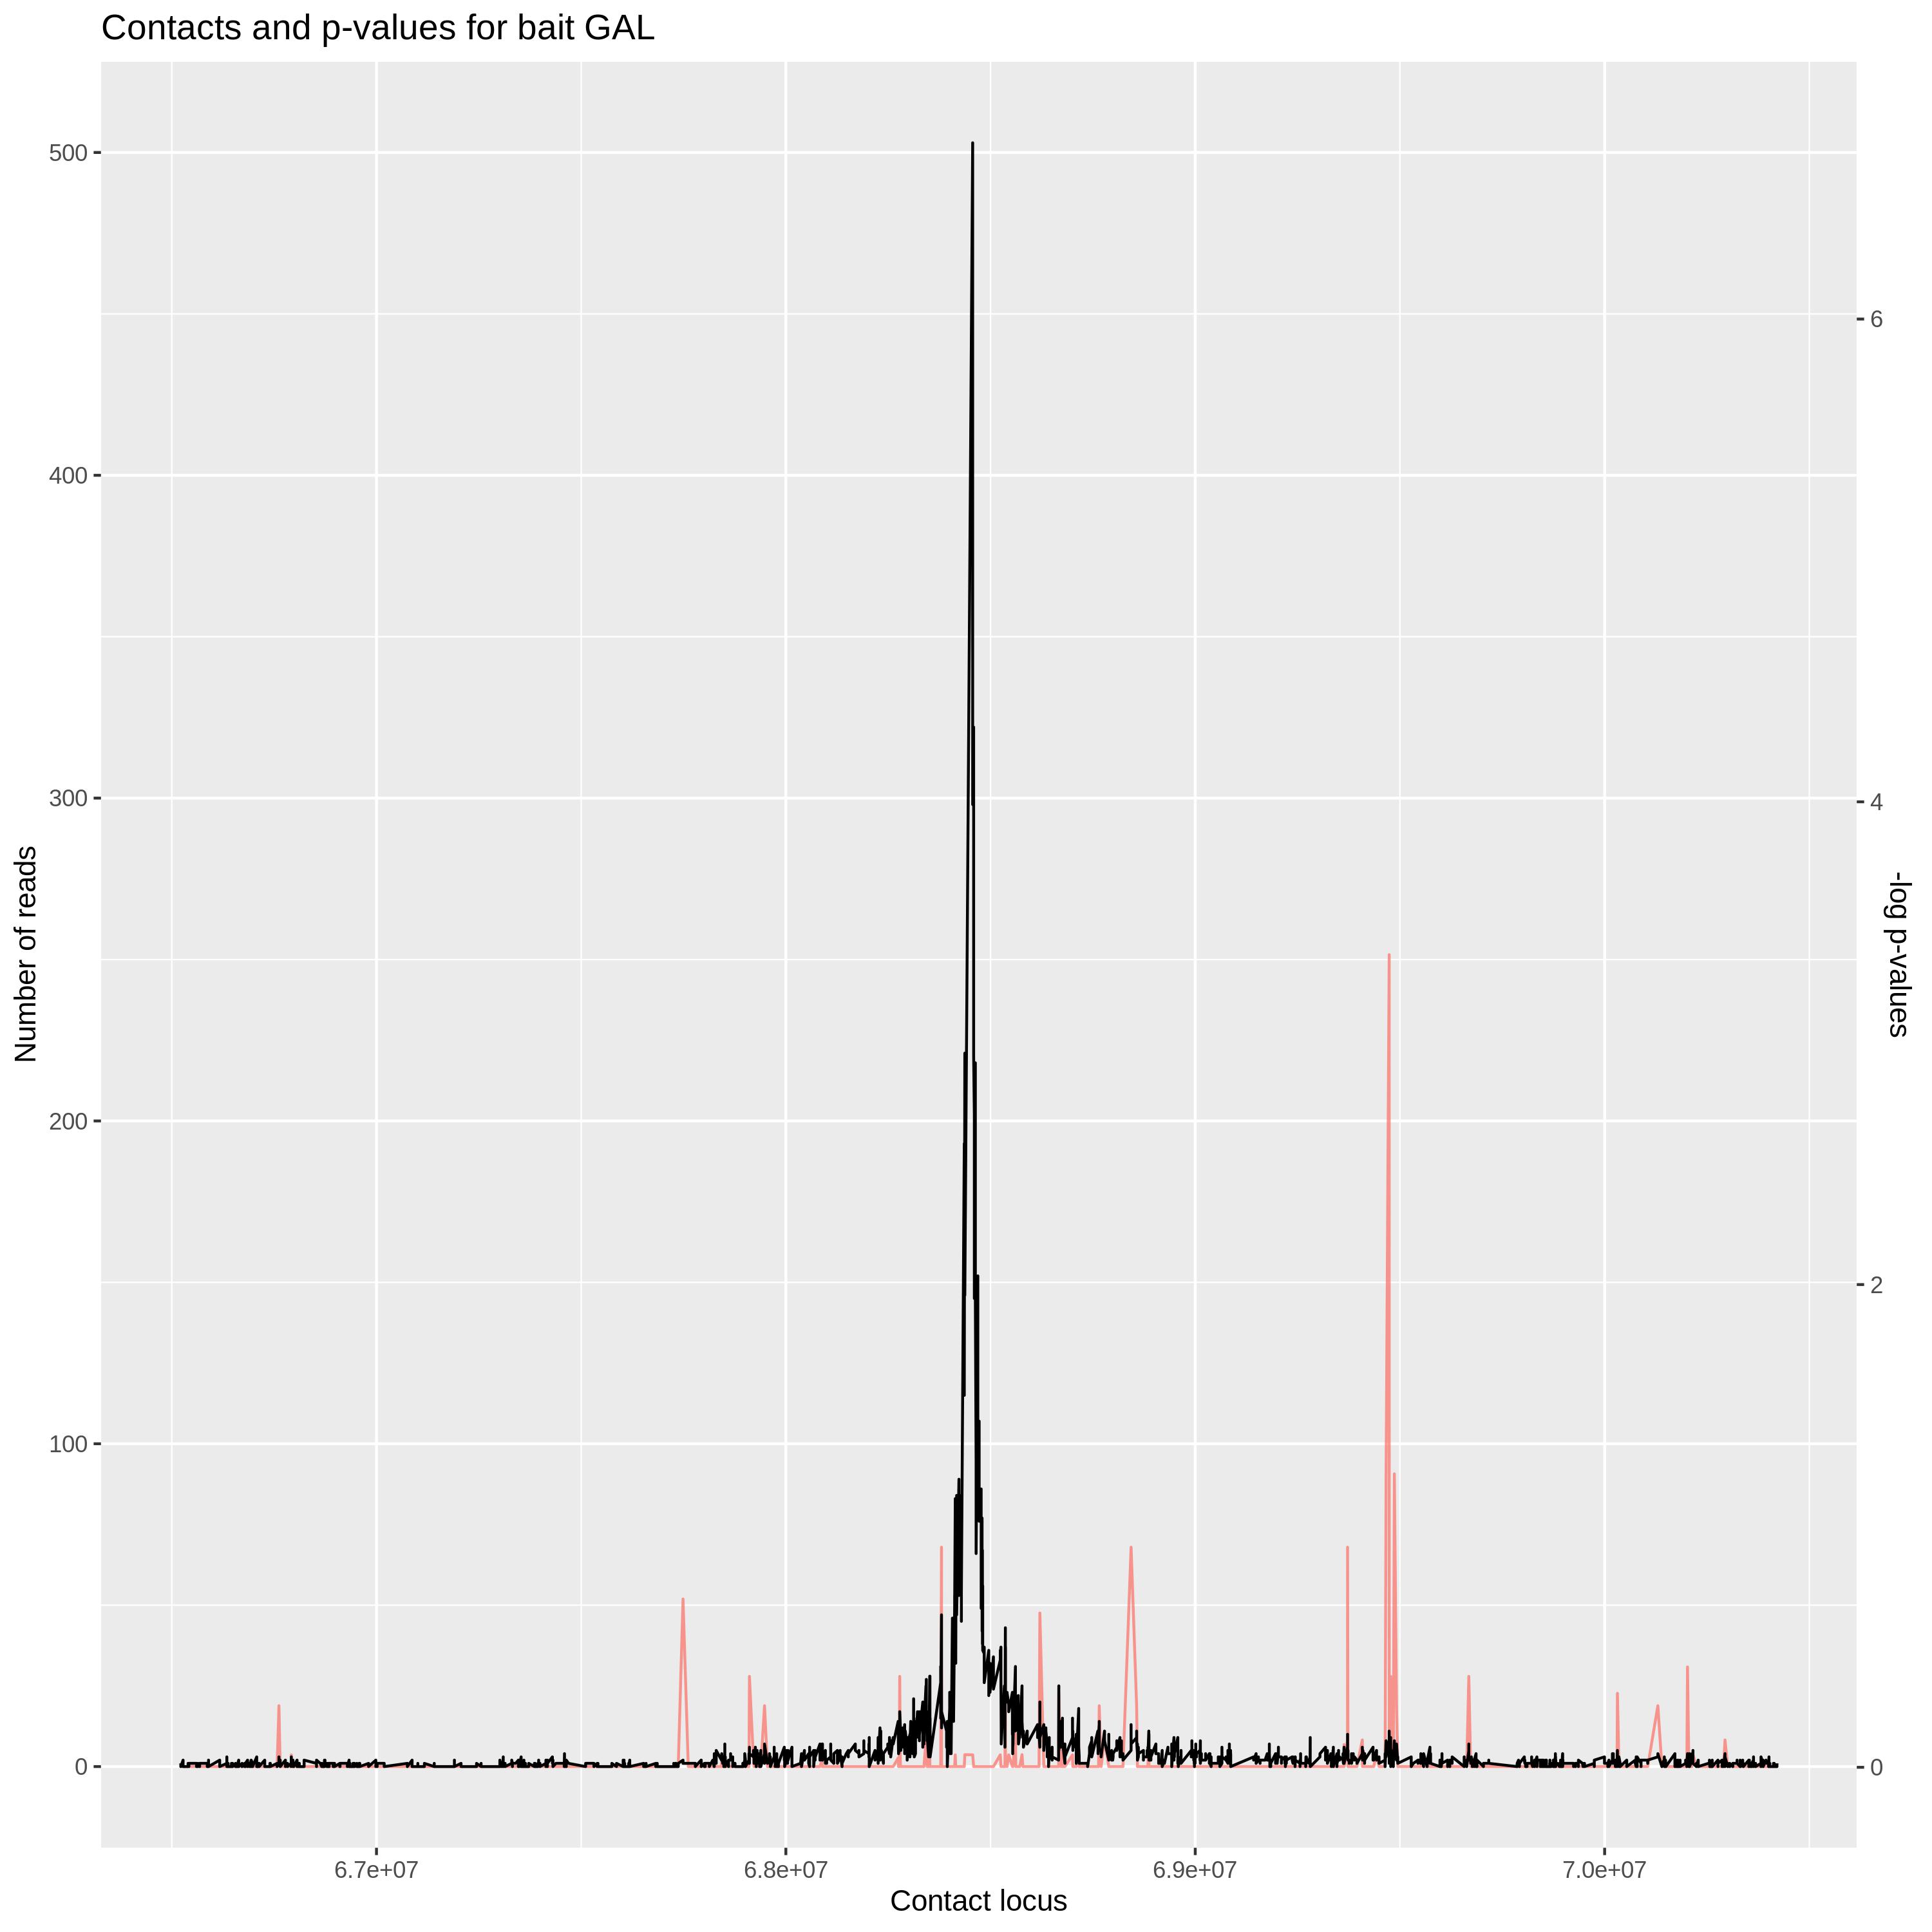 Contacts and p-values for bait GAL
500
400
300
200
100
0
Number of reads
6
4
2
0
-log p-values
6.7e+07
6.8e+07
6.9e+07
7.0e+07
Contact locus